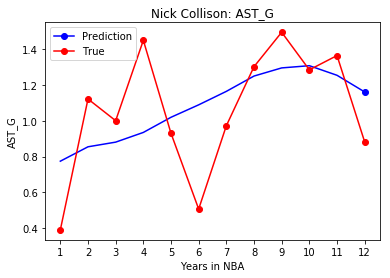 Nick Collison: AST_G
Prediction
True
AST_G
1.4
1.2
1.0
0.8
0.6
0.4
1 2 3 4 5 6 7 8 9 10 11 12
Years in NBA